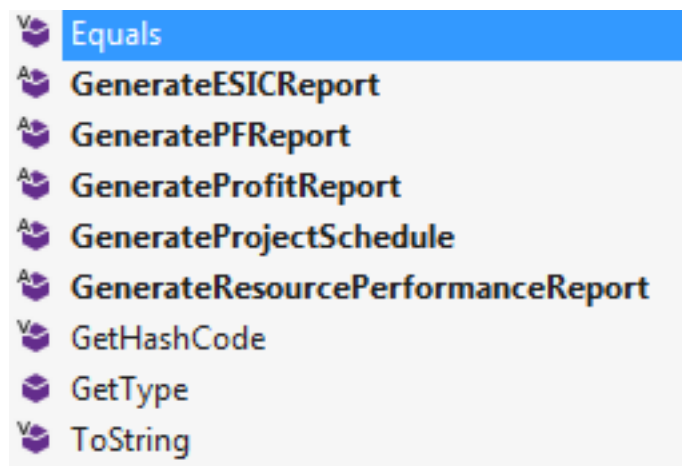 Equals
GenerateESICReport
GeneratePFReport
GenerateProfitReport
GenerateProjectSchedule
GenerateResourcePerformanceReport
GetHashCode
GetType
ToString